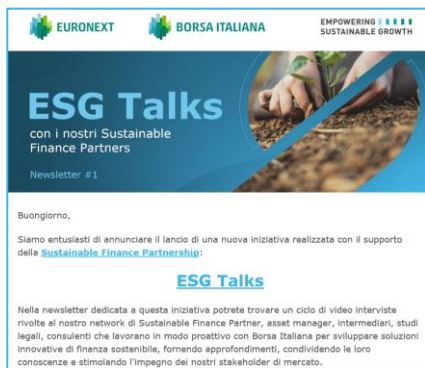 EURONEXT
BORSA ITALIANA
EMPOWERING
SUSTAINABLE GROWTH
ESG Talks
con i nostri Sustainable
Finance Partners
Newsletter #1
Buongiorno,
Siamo entusiasti di annunciare il lancio di una nuova iniziativa realizzata con il supporto
della Sustainable Finance Partnership:
ESG Talks
Nella newsletter dedicata a questa iniziativa potrete trovare un ciclo di video interviste
rivolte al nostro network di Sustainable Finance Partner, asset manager, intermediari, studi
legali, consulenti che lavorano in modo proattivo con Borsa Italiana per sviluppare soluzioni
innovative di finanza sostenibile, fornendo approfondimenti, condividendo le loro
conoscenze e stimolando l'impegno dei nostri stakeholder di mercato.